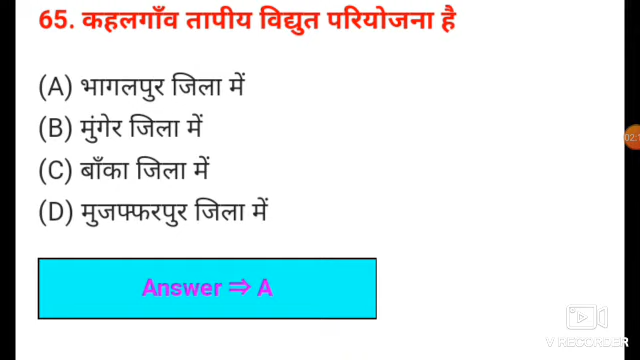 65. कहलगाँव तापीय विद्युत परियोजना है
(A) भागलपुर जिला में
(B) मुंगेर जिला में
(C) बाँका जिला में
(D) मुजफ्फरपुर जिला में
Answer ⇒ A
V RECORDER